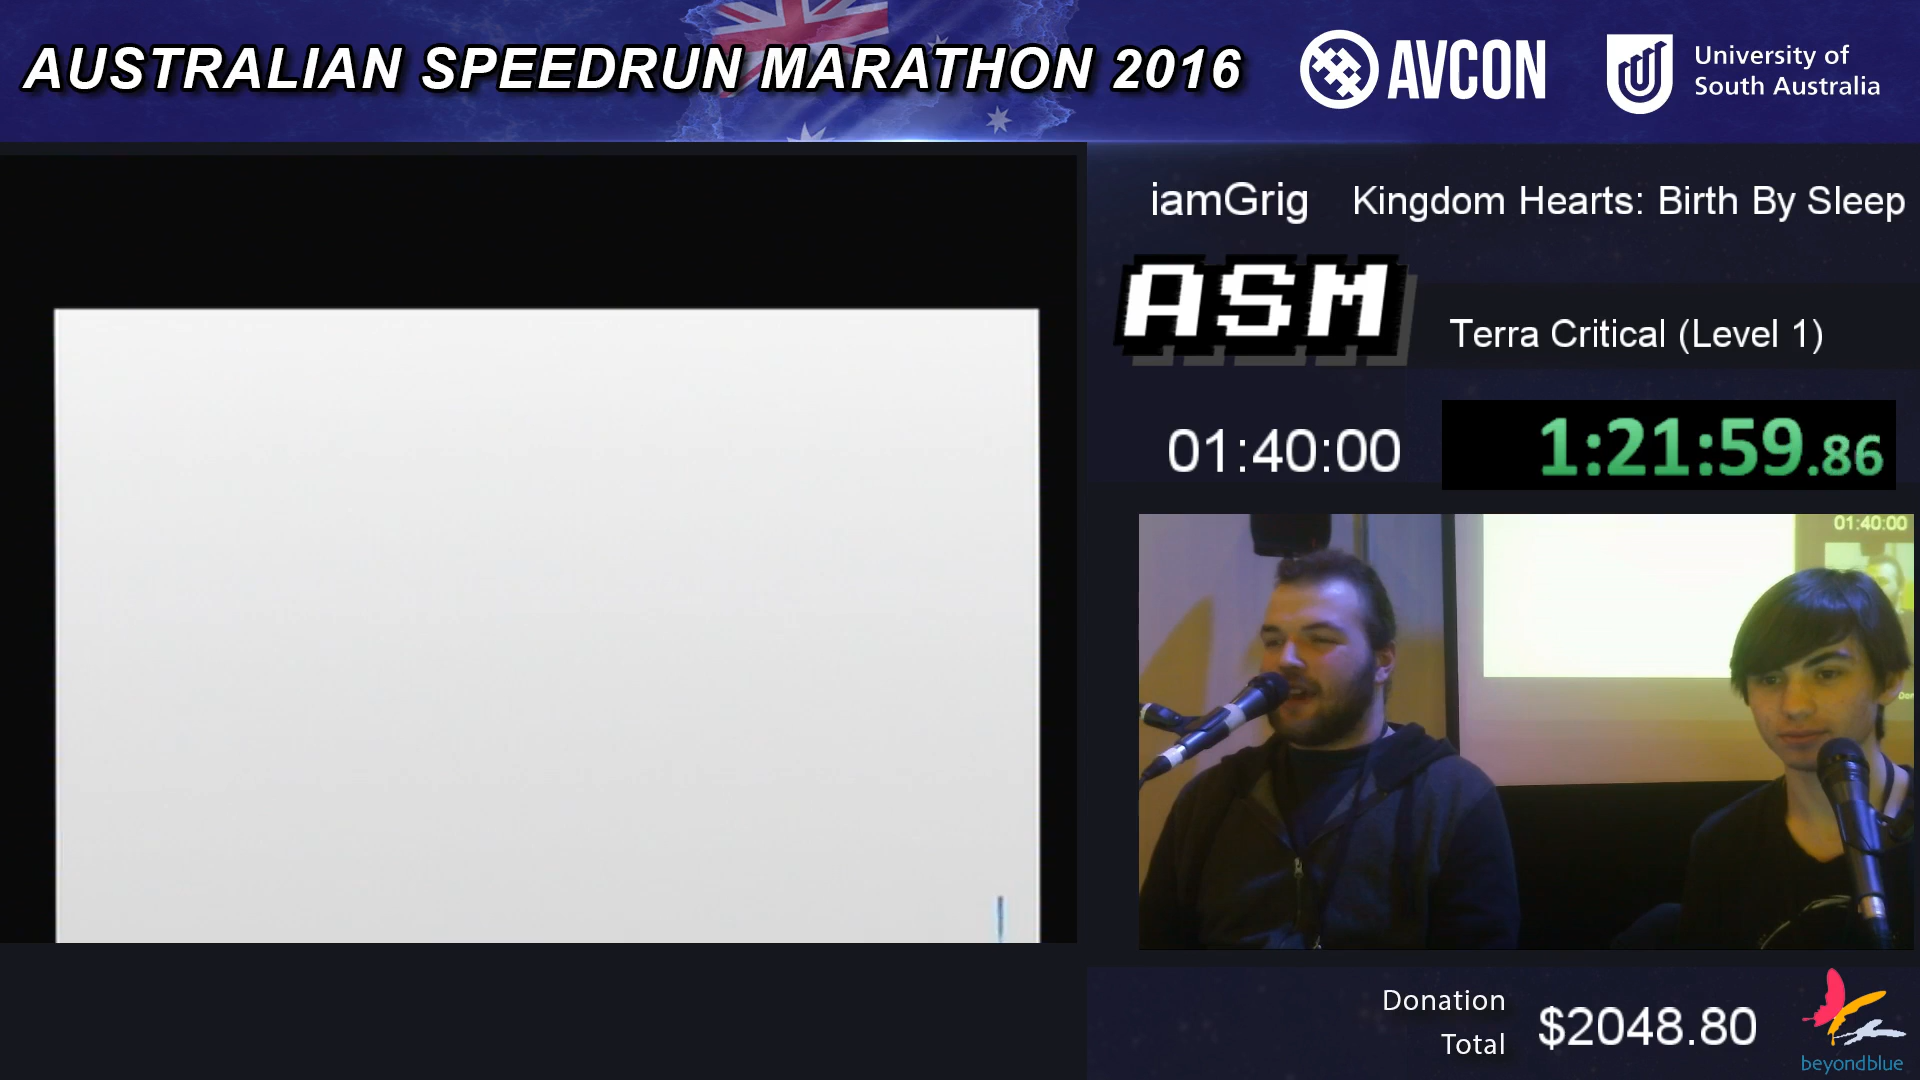 AUSTRALIAN SPEEDRUN MARATHON 2016
AVCON
University of
South Australia
iamGrig
Kingdom Hearts: Birth By Sleep
ASM
Terra Critical (Level 1)
01:40:00
1:21:59.86
01:40:00
Donation
Total
$2048.80
beyondblue